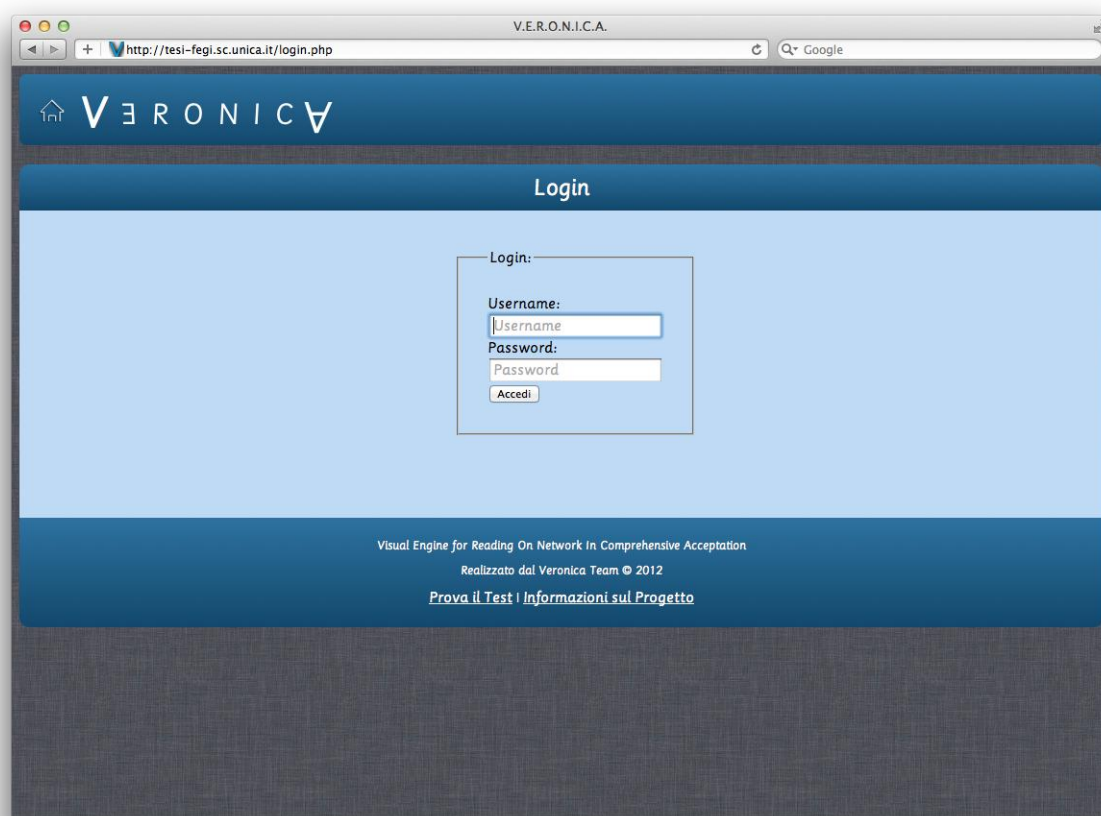 V.E.R.O.N.I.C.A.
http://tesi-fegi.sc.unica.it/login.php
Google
VƎRONIC∀
Login
Login:
Username:
Username
Password:
Password
Accedi
Visual Engine for Reading On Network In Comprehensive Acceptation
Realizzato dal Veronica Team © 2012
Prova il Test | Informazioni sul Progetto